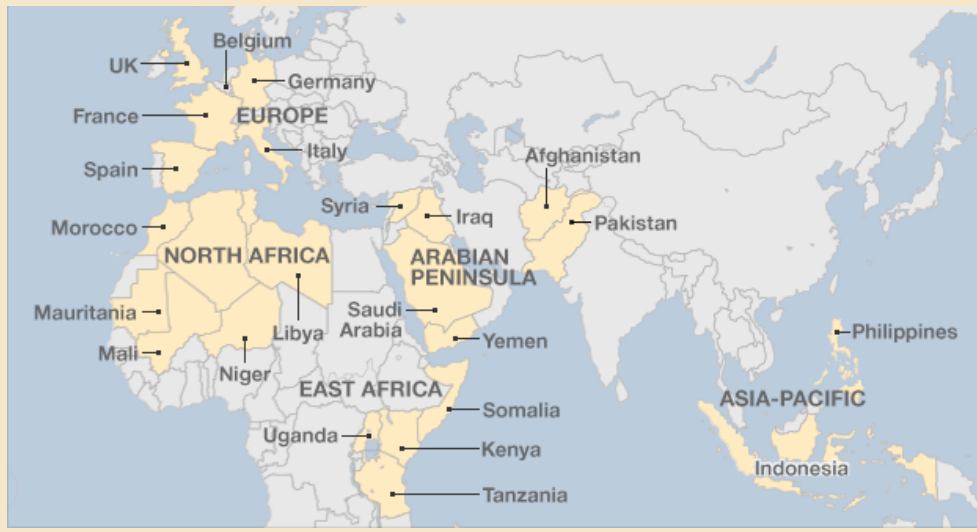 Belgium
UK
Germany
France
EUROPE
Italy
Spain
Afghanistan
Syria
Iraq
Pakistan
Morocco
NORTH AFRICA
ARABIAN
PENINSULA
Mauritania
Saudi
Arabia
Libya
Yemen
Philippines
Mali
Niger
EAST AFRICA
ASIA-PACIFIC
Somalia
Uganda
Kenya
Indonesia
Tanzania